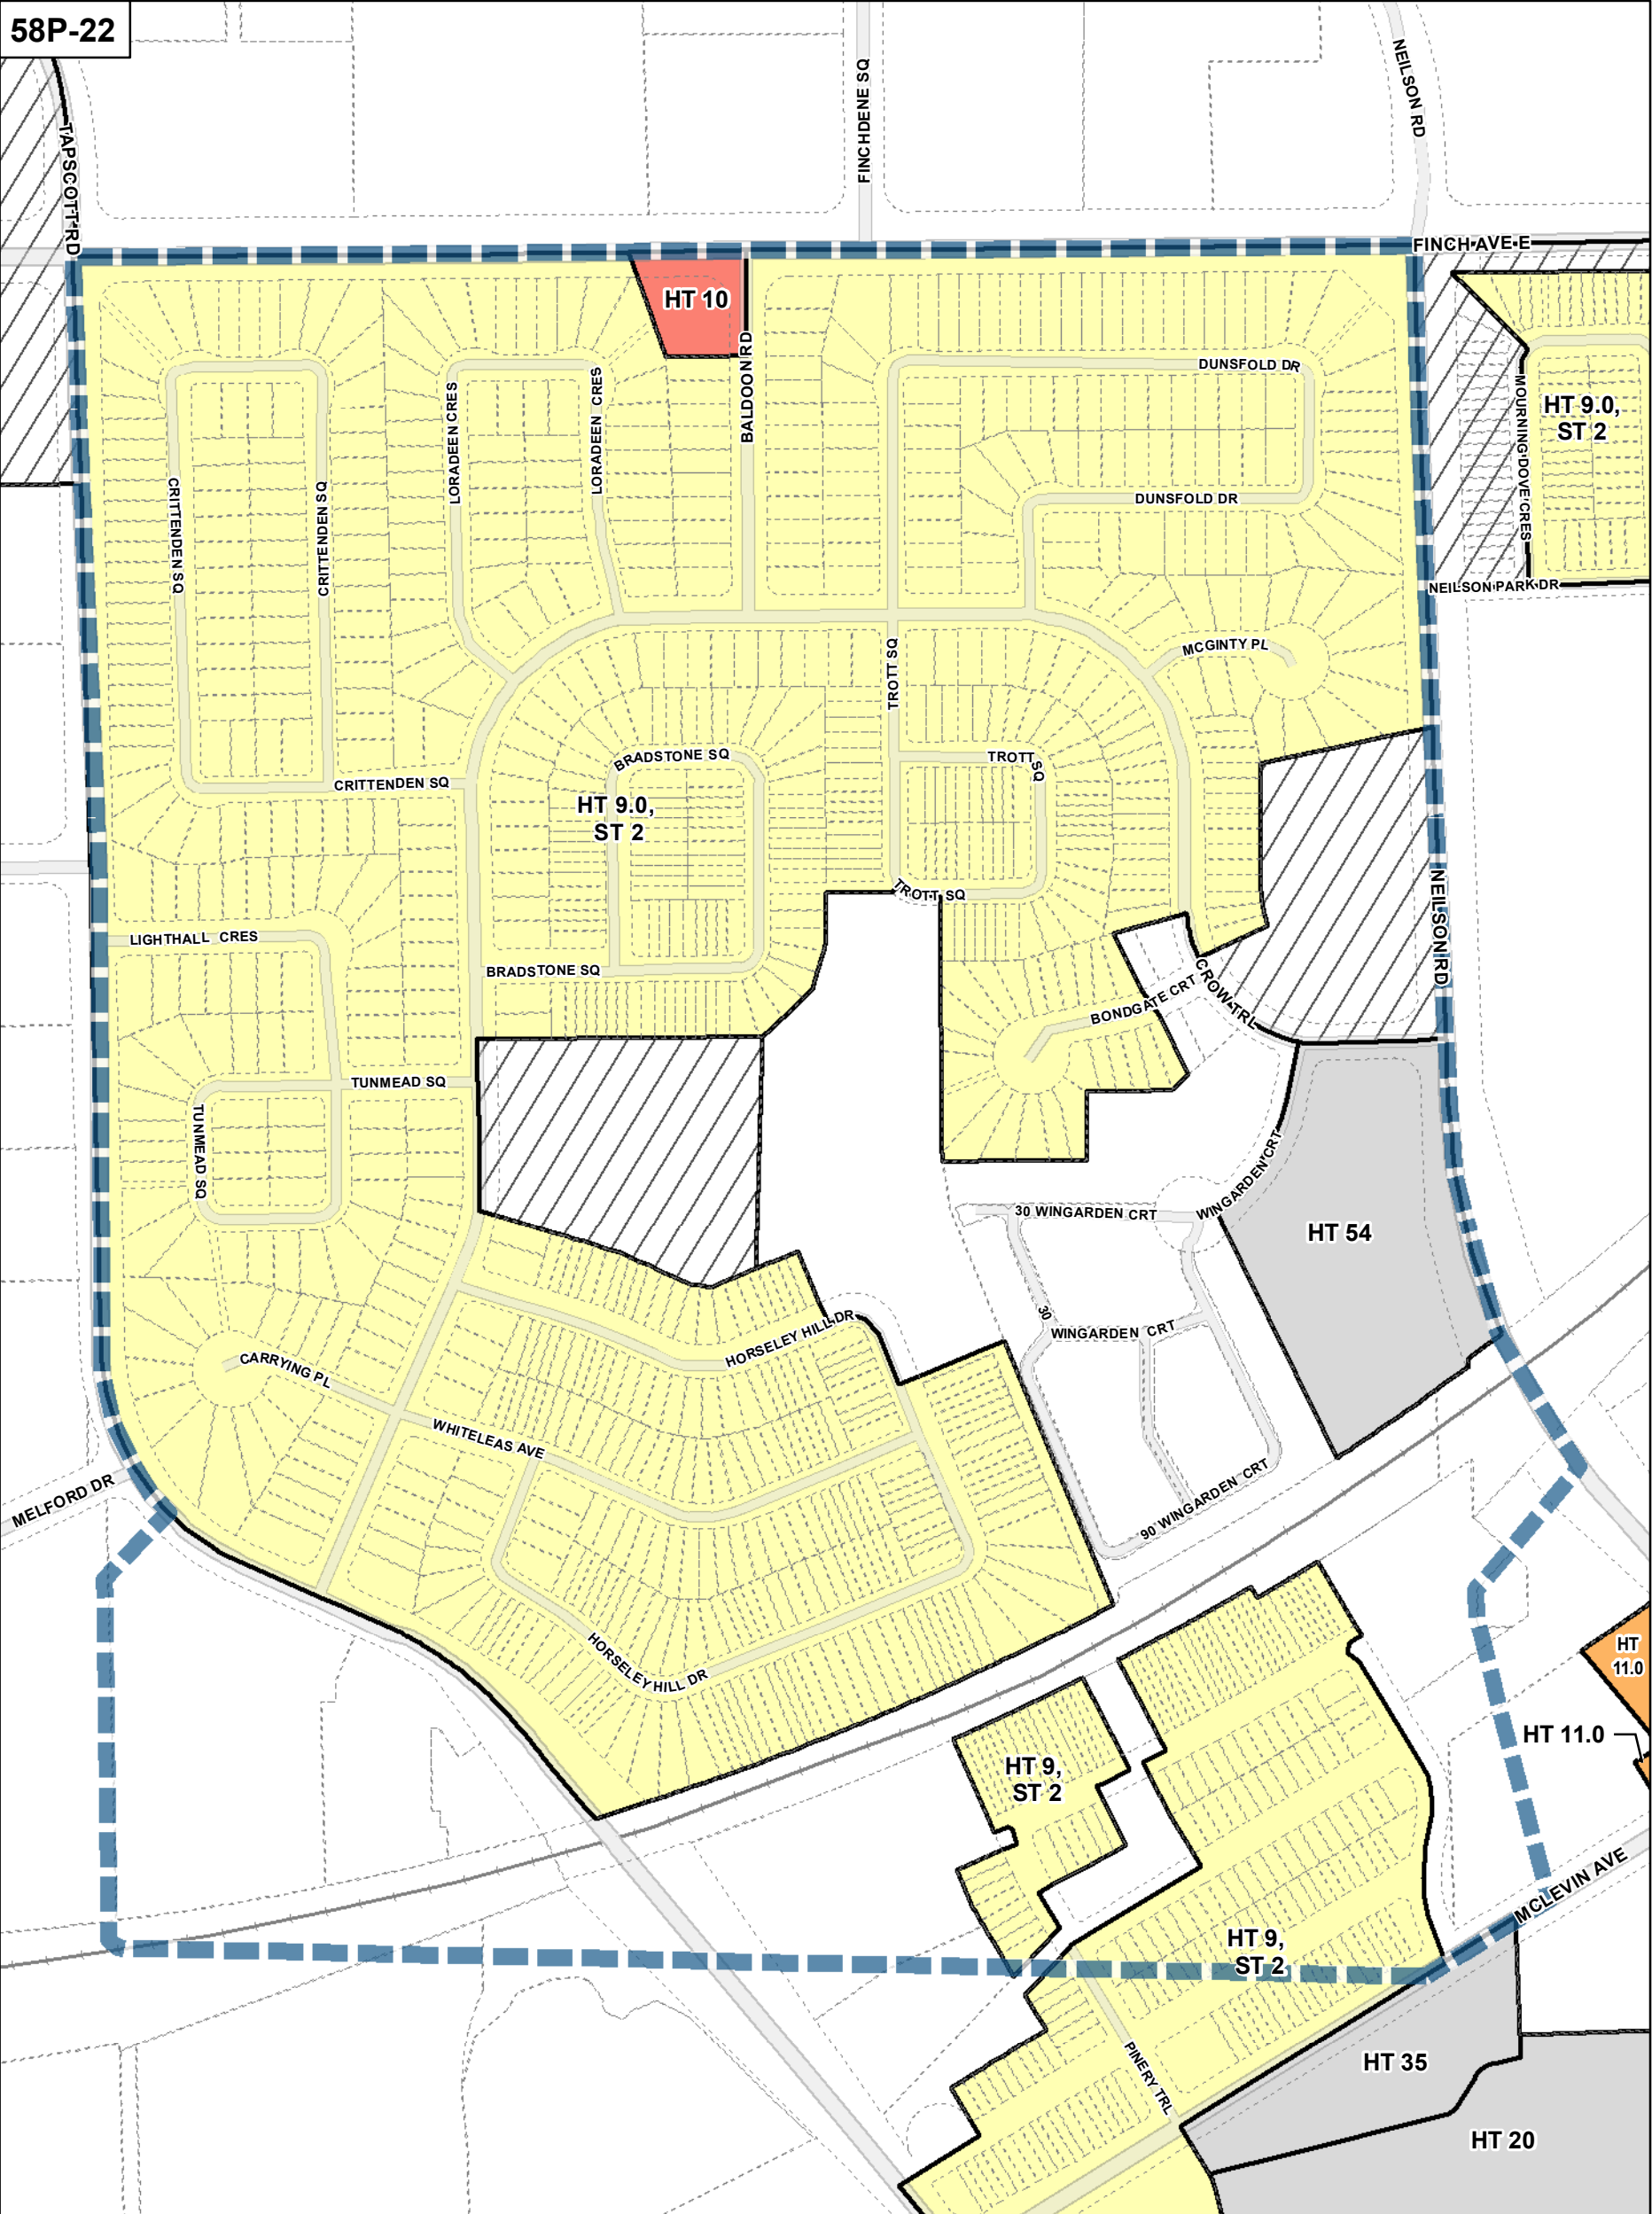 58P-22
TAPSCOTT RD
FINCHDENE SQ
NEILSON RD
FINCH AVE E
HT 10
BALDOON RD
DUNSFOLD DR
LORADEEN CRES
LORADEEN CRES
MOURNING DOVE CRES
HT 9.0,
ST 2
CRITTENDEN SQ
CRITTENDEN SQ
DUNSFOLD DR
NEILSON PARK DR
TROTT SQ
MCGINTY PL
BRADSTONE SQ
TROTT SQ
CRITTENDEN SQ
HT 9.0,
ST 2
TROTT SQ
NEILSON RD
LIGHTHALL CRES
BRADSTONE SQ
CROW TRL
BONDGATE CRT
TUNMEAD SQ
TUNMEAD SQ
WINGARDEN CRT
30 WINGARDEN CRT
HT 54
30
WINGARDEN CRT
HORSELEY HILL DR
CARRYING PL
WHITELEAS AVE
MELFORD DR
90 WINGARDEN CRT
HORSELEY HILL DR
HT
11.0
HT 11.0
HT 9,
ST 2
MCLEVIN AVE
HT 9,
ST 2
PINERY TRL
HT 35
HT 20